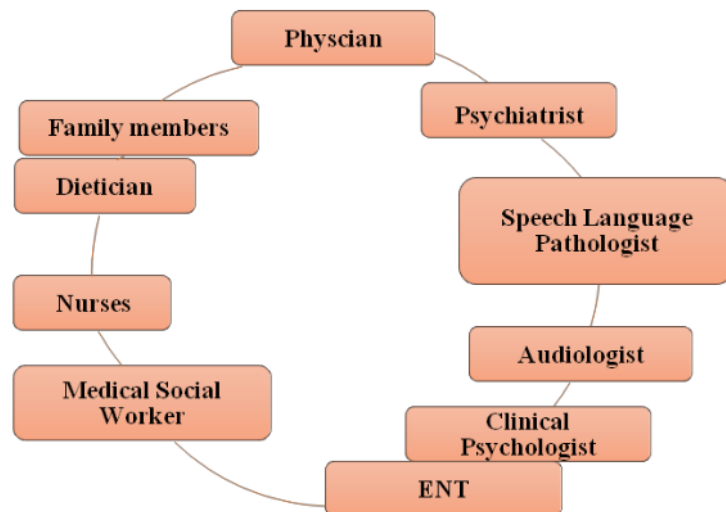 Physcian
Psychiatrist
Speech Language
Pathologist
Audiologist
Clinical
Psychologist
ENT
Medical Social
Worker
Nurses
Dietician
Family members